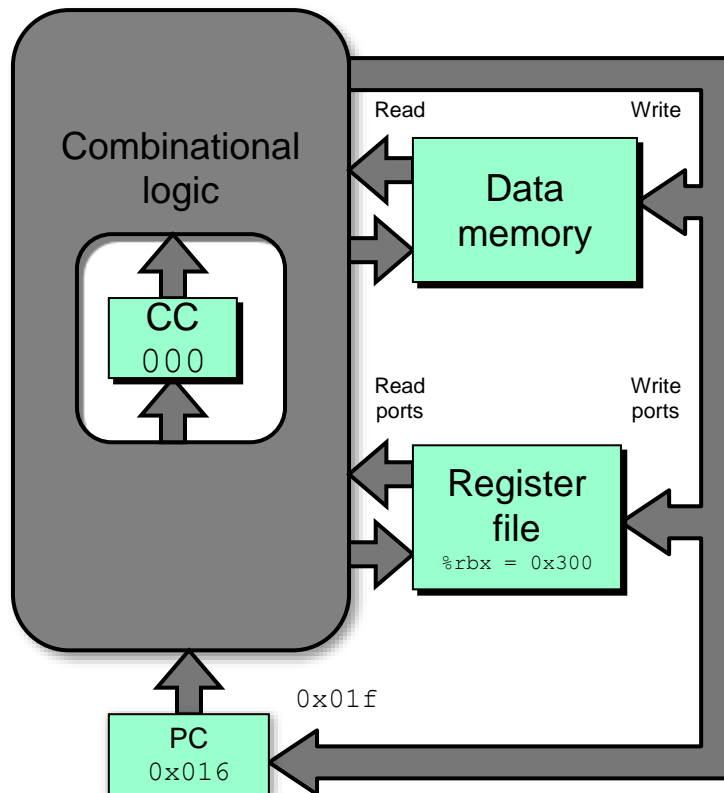 Combinational
logic
CC
000
Read
Write
Data
memory
Read
ports
Write
ports
Register
file
%rbx = 0x300
0x01f
PC
0x016